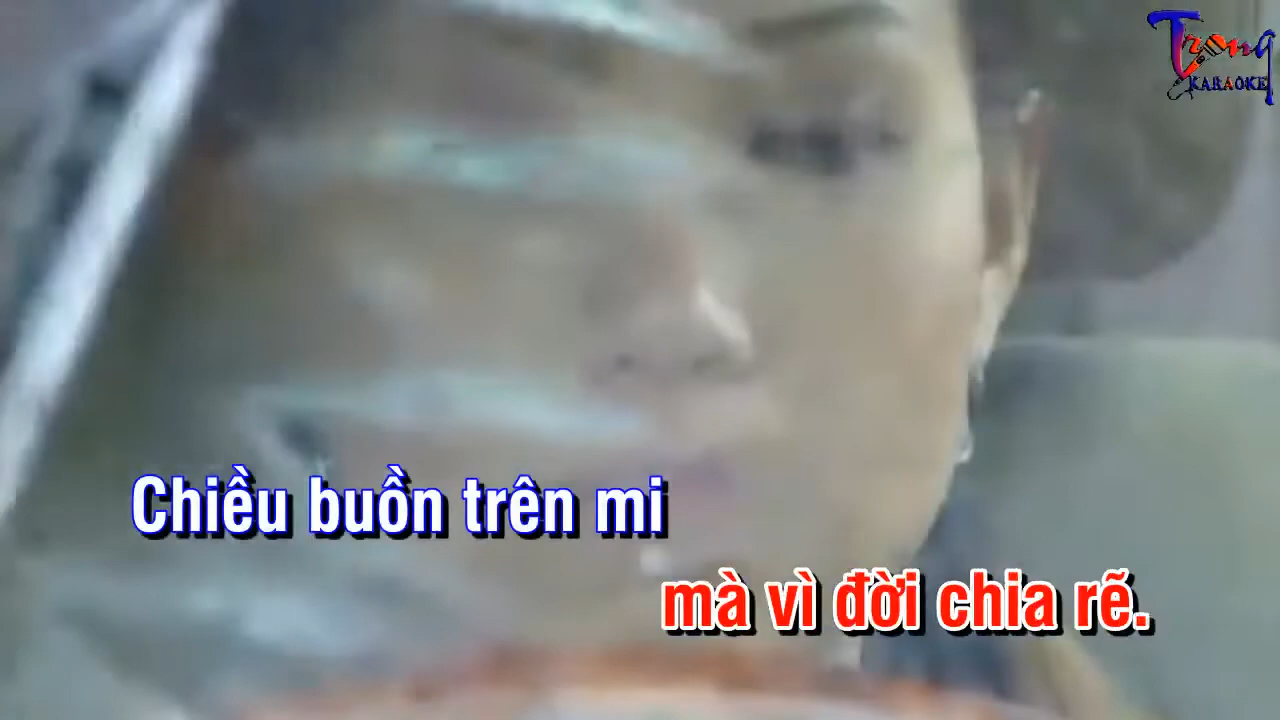 Trọng
KARAOKE
Chiều buồn trên mi
mà vì đời chia rẽ.